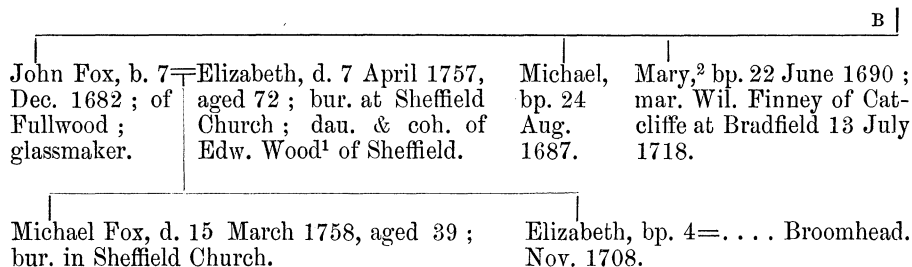 B
John Fox, b. 7=Elizabeth, d. 7 April 1757,
Dec. 1682 ; of aged 72 ; bur. at Sheffield
Fullwood ; Church ; dau. & coh. of
glassmaker. Edw. Wood¹ of Sheffield.
Michael,
bp. 24
Aug.
1687.
Mary,² bp. 22 June 1690 ;
mar. Wil. Finney of Cat-
cliffe at Bradfield 13 July
1718.
Michael Fox, d. 15 March 1758, aged 39 ;
bur. in Sheffield Church.
Elizabeth, bp. 4=.... Broomhead.
Nov. 1708.